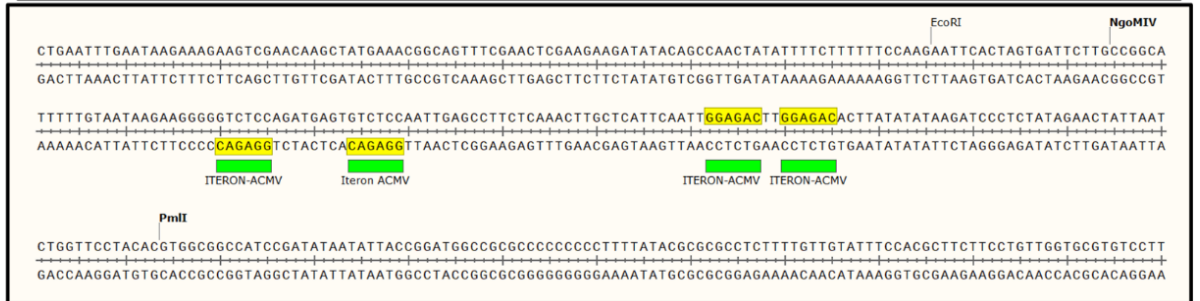 EcoRI NgoMIV
CTGAATTTGAATAAGAAAGAAGTCGAACAAGCTATGAAACGGCAGTTTCGAACTCGAAGAAGATATACAGCCAACTATATTTTCTTTTTTCCAAGAATTCACTAGTGATTCTTGCCGGCA
GACTTAAACTTATTCTTTCTTCAGCTTGTTCGATACTTTGCCGTCAAAGCTTGAGCTTCTTCTATATGTCGGTTGATATAAAAGAAAAAAGGTTCTTAAGTGATCACTAAGAACGGCCGT
TTTTTGTAATAAGAAGGGGGTCTCCAGATGAGTGTCTCCAATTGAGCCTTCTCAAACTTGCTCATTCAATTGGAGACTTGGAGACACTTATATATAAGATCCCTCTATAGAACTATTAAT
AAAAACATTATTCTTCCCCCAGAGGTCTACTCACAGAGGTTAACTCGGAAGAGTTTGAACGAGTAAGTTAACCTCTGAACCTCTGTGAATATATATTCTAGGGAGATATCTTGATAATTA
ITERON-ACMV Iteron ACMV ITERON-ACMV ITERON-ACMV
PmlI
CTGGTTCCTACACGTGGCGGCCATCCGATATAATATTACCGGATGGCCGCGCCCCCCCCCTTTTATACGCGCGCCTCTTTTGTTGTATTTCCACGCTTCTTCCTGTTGGTGCGTGTCCTT
GACCAAGGATGTGCACCGCCGGTAGGCTATATTATAATGGCCTACCGGCGCGGGGGGGGGAAAATATGCGCGCGGAGAAAACAACATAAAGGTGCGAAGAAGGACAACCACGCACAGGAA